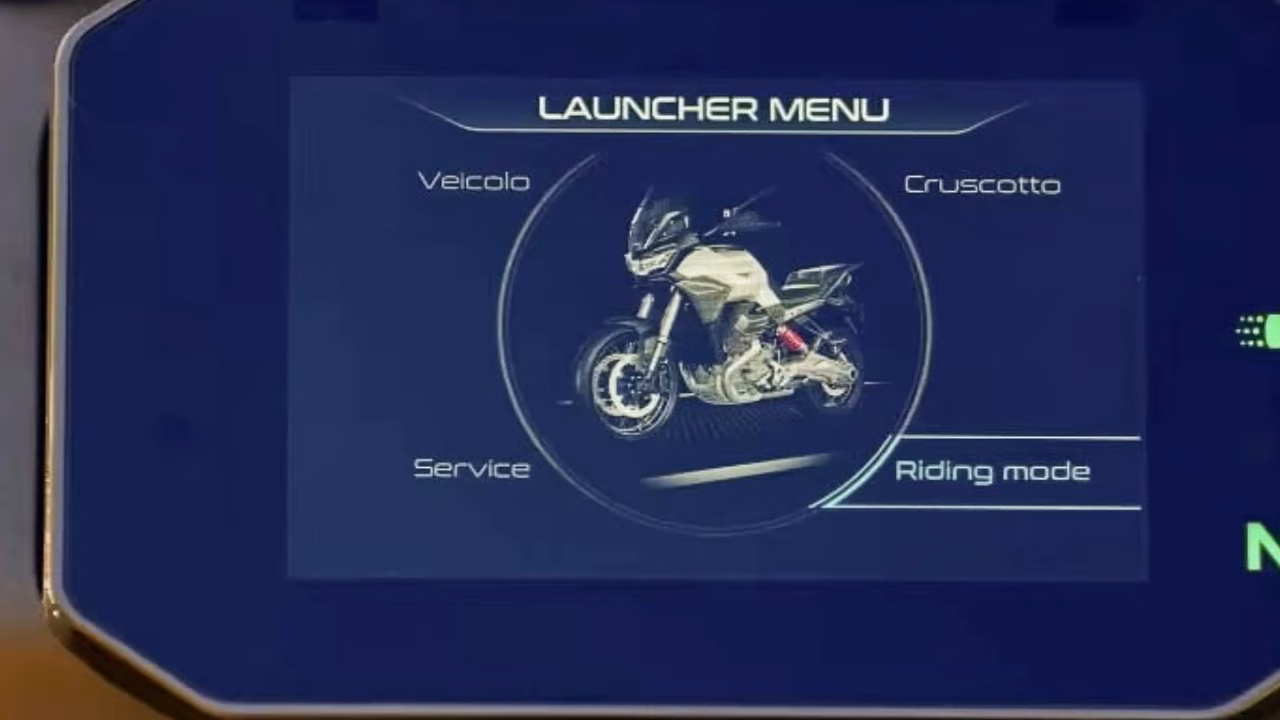 LAUNCHER MENU
Veicolo
Cruscotto
Service
Riding mode
N